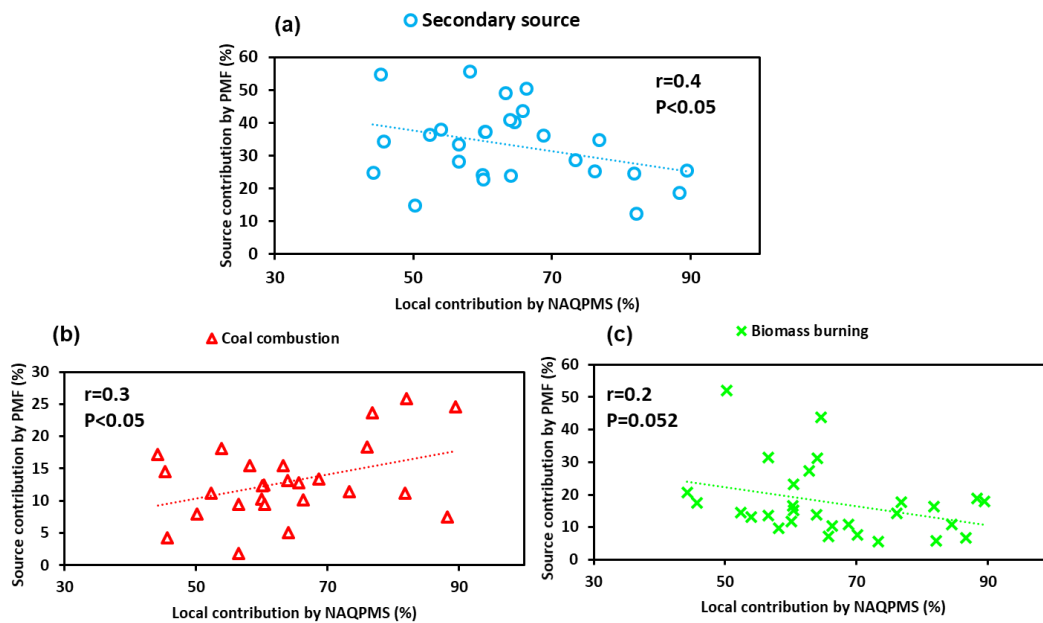 (a)
Secondary source
Source contribution by PMF (%)
60
50
40
30
20
10
0
r=0.4
P<0.05
30
50
70
90
Local contribution by NAQPMS (%)
(b)
Coal combustion
Source contribution by PMF (%)
30
25
20
15
10
5
0
r=0.3
P<0.05
30
50
70
90
Local contribution by NAQPMS (%)
(c)
Biomass burning
Source contribution by PMF (%)
60
50
40
30
20
10
0
r=0.2
P=0.052
30
50
70
90
Local contribution by NAQPMS (%)